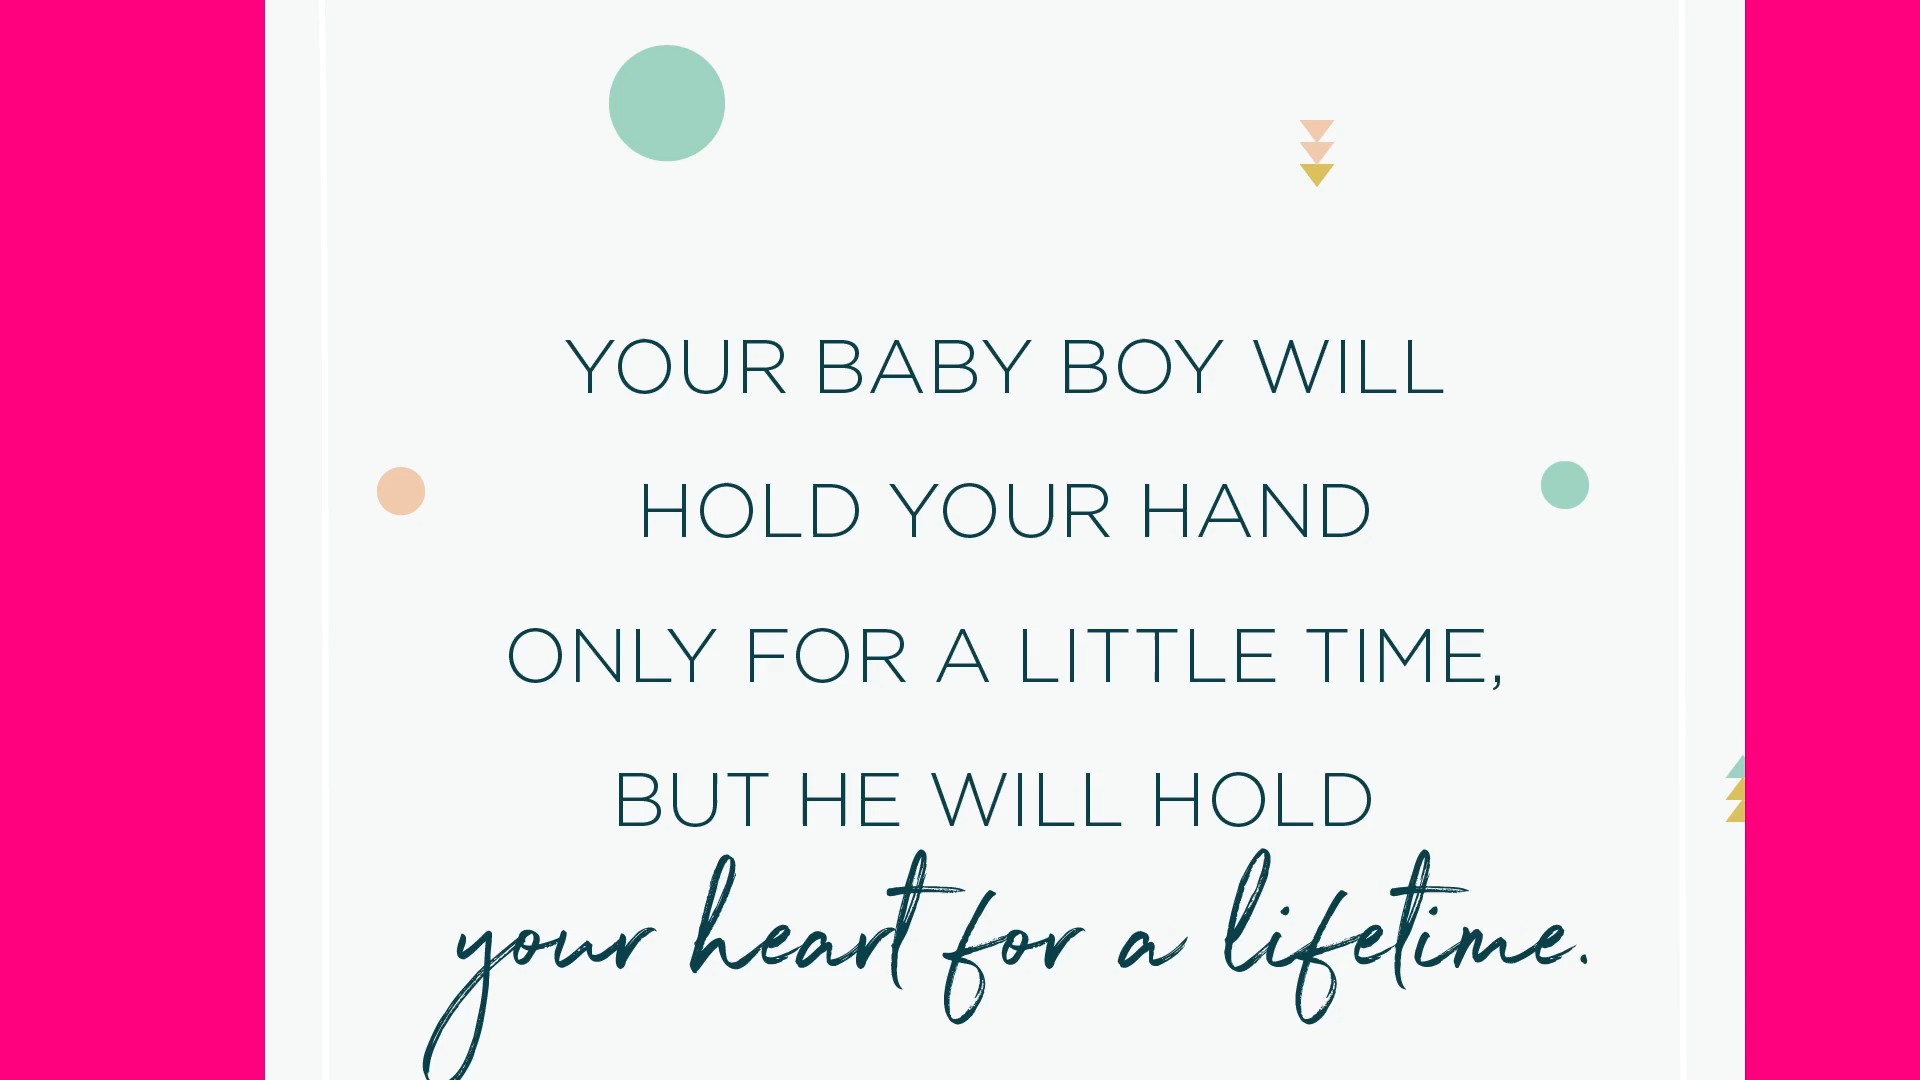 YOUR BABY BOY WILL
HOLD YOUR HAND
ONLY FOR A LITTLE TIME,
BUT HE WILL HOLD
your heart for a lifetime.